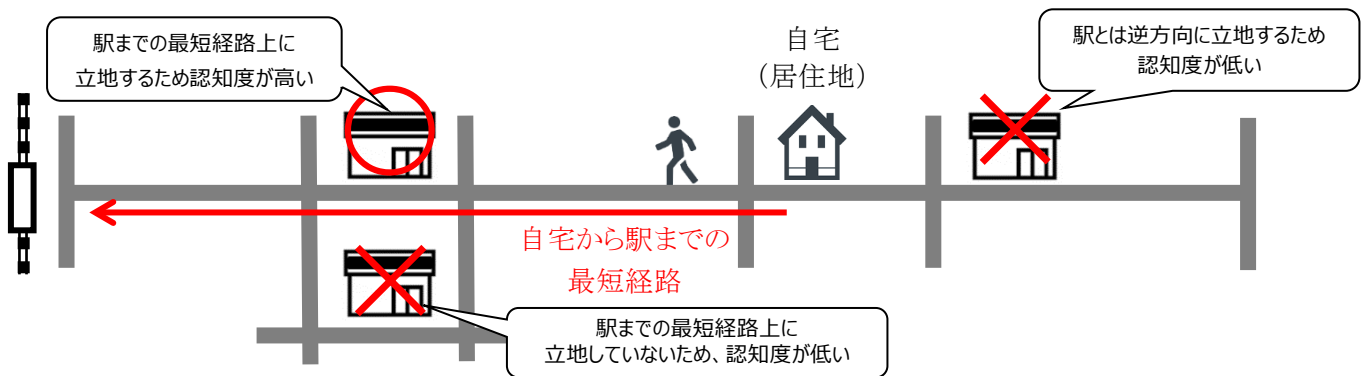 駅までの最短経路上に
立地するため認知度が高い
自宅
（居住地）
駅とは逆方向に立地するため
認知度が低い
自宅から駅までの
最短経路
駅までの最短経路上に
立地していないため、認知度が低い